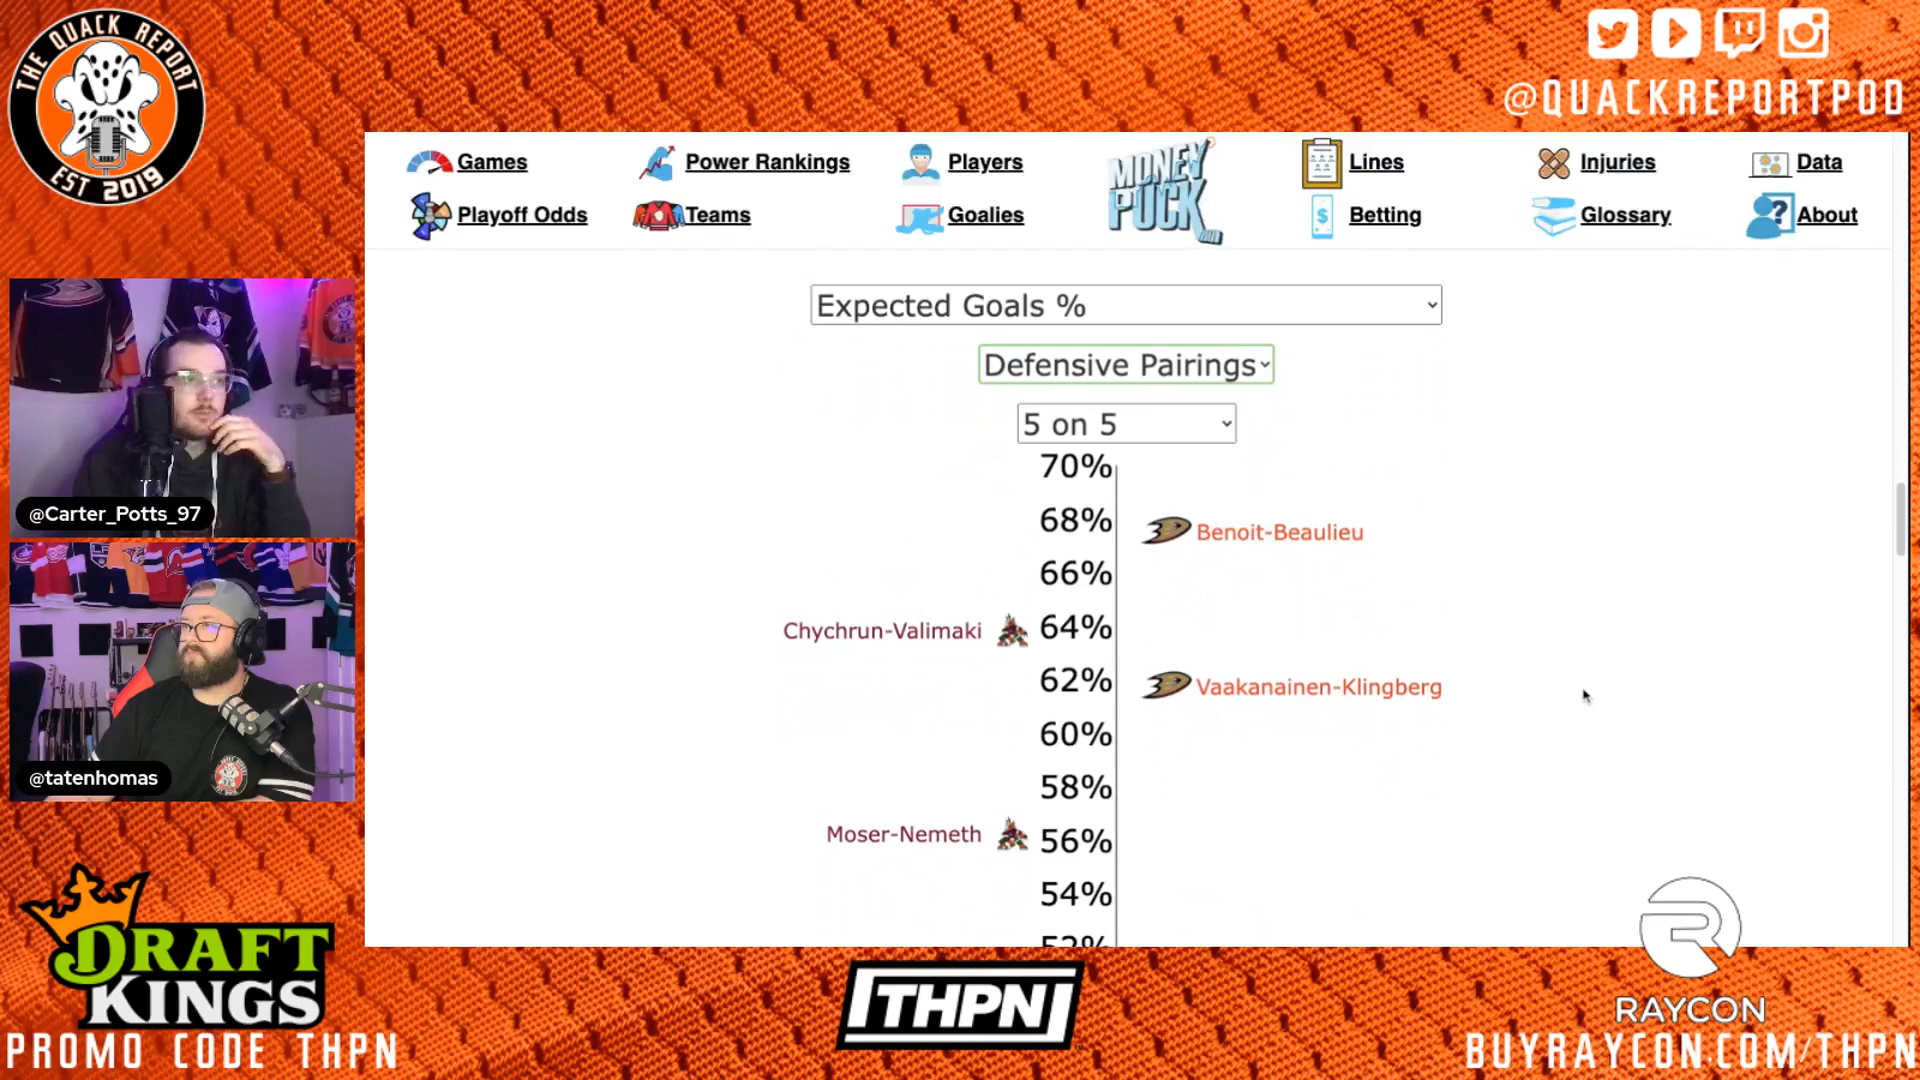 THE QUACK REPORT
EST 2019
@QUACKREPORTPOD
Games
Power Rankings
Players
MONEY
PUCK
Lines
Injuries
Data
Playoff Odds
Teams
Goalies
Betting
Glossary
About
Expected Goals %
Defensive Pairings
5 on 5
70%
68%
Benoit-Beaulieu
66%
Chychrun-Valimaki
64%
62%
Vaakanainen-Klingberg
60%
58%
Moser-Nemeth
56%
54%
52%
@Carter_Potts_97
@tatenhomas
DRAFT
KINGS
PROMO CODE THPN
THPN
RAYCON
BUYRAYCON.COM/THPN